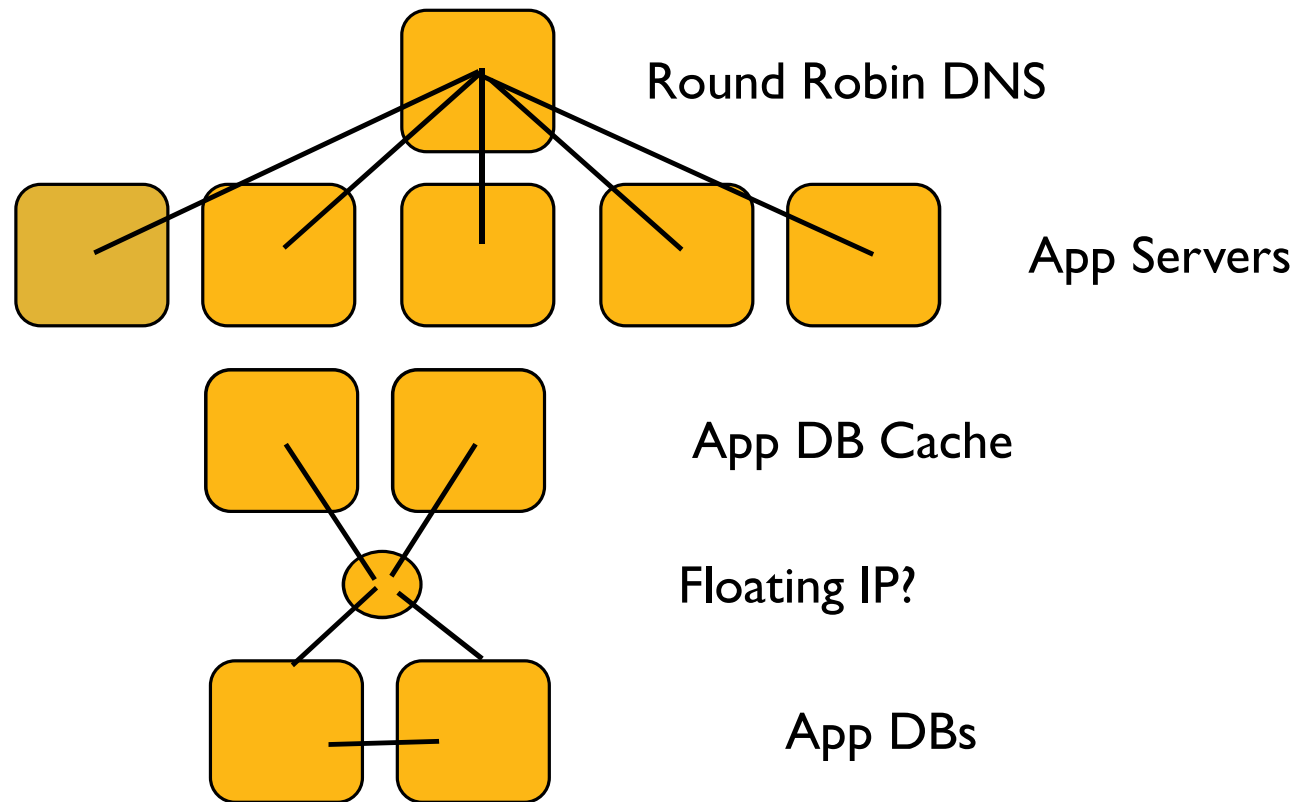 Round Robin DNS
App Servers
App DB Cache
Floating IP?
App DBs